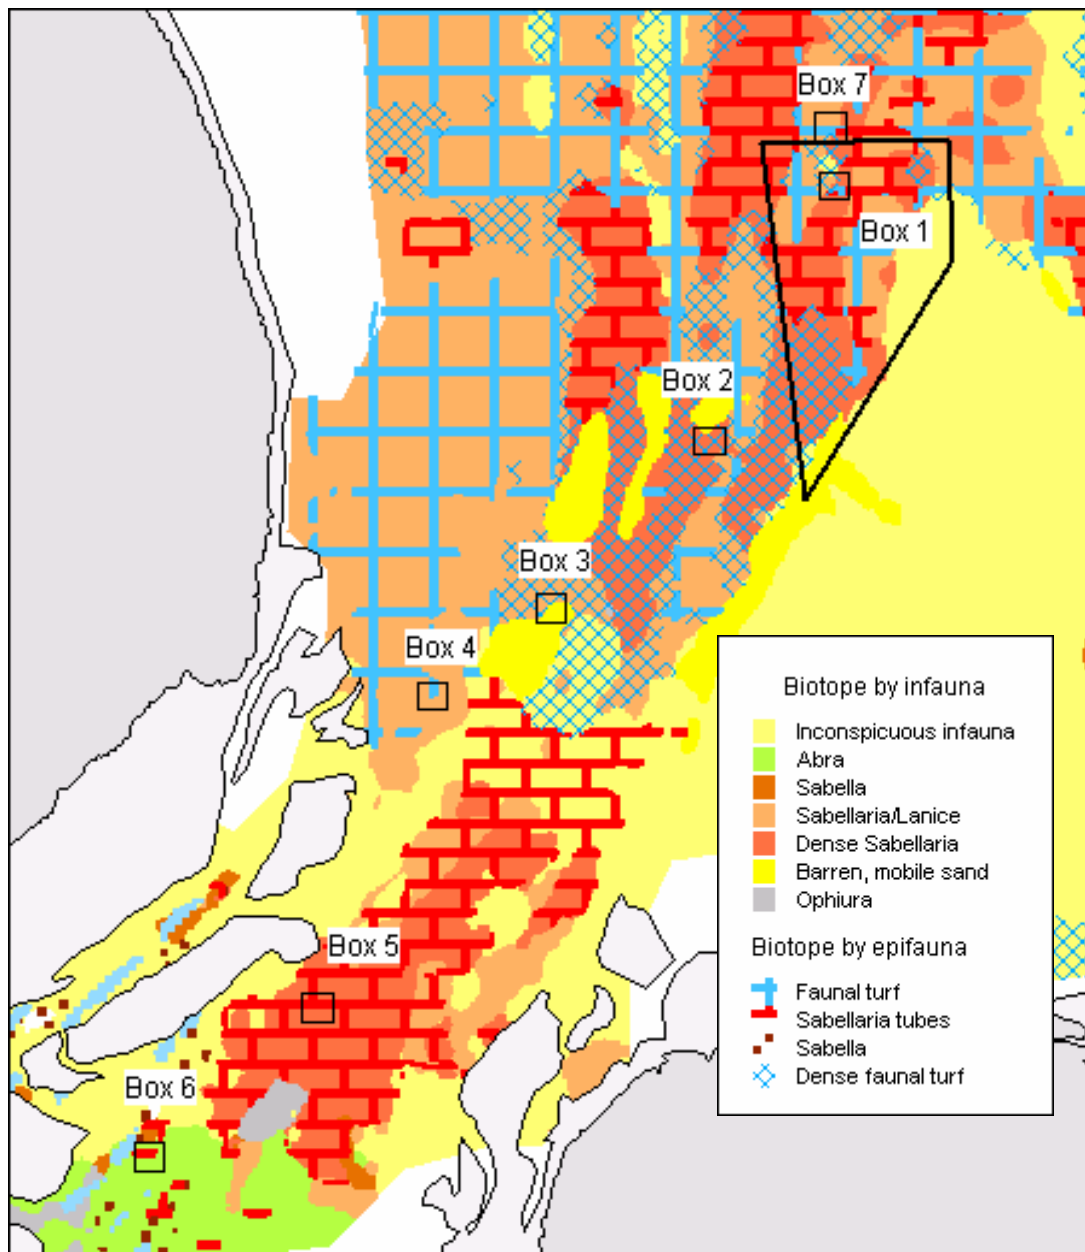 Box 7
Box 1
Box 2
Box 3
Box 4
Box 5
Box 6
Biotope by infauna
Inconspicuous infauna
Abra
Sabella
Sabellaria/Lanice
Dense Sabellaria
Barren, mobile sand
Ophiura
Biotope by epifauna
Faunal turf
Sabellaria tubes
Sabella
Dense faunal turf